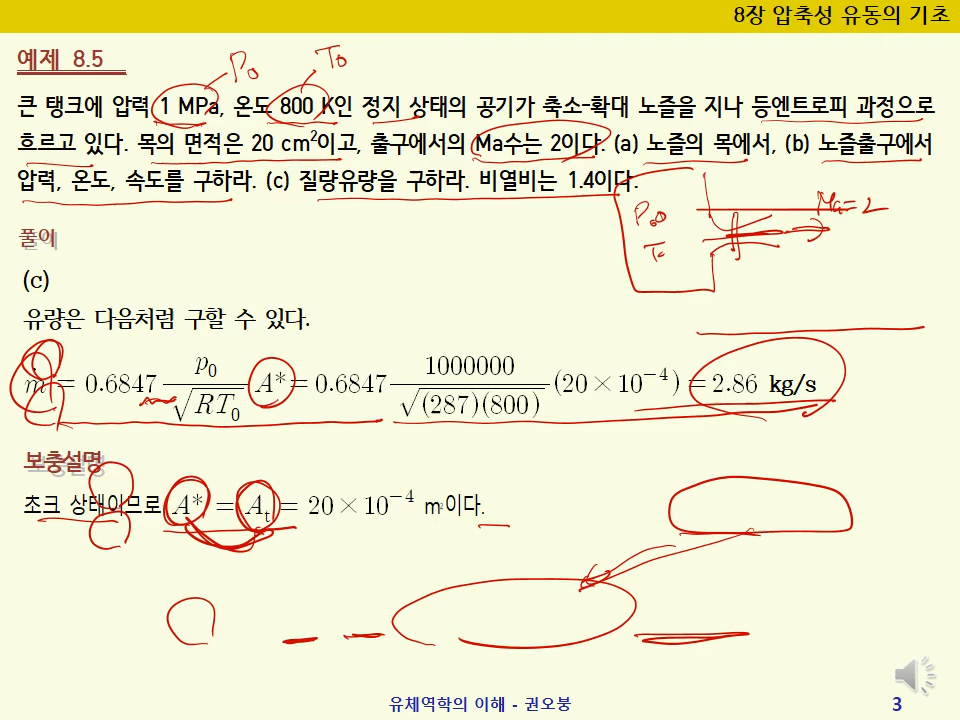 8장 압축성 유동의 기초
예제 8.5
P₀
T₀
큰 탱크에 압력 1 MPa, 온도 800 K인 정지 상태의 공기가 축소-확대 노즐을 지나 등엔트로피 과정으로
흐르고 있다. 목의 면적은 20 cm²이고, 출구에서의 Ma수는 2이다. (a) 노즐의 목에서, (b) 노즐출구에서
압력, 온도, 속도를 구하라. (c) 질량유량을 구하라. 비열비는 1.4이다.
Ma=2
풀이
(c)
유량은 다음처럼 구할 수 있다.
ṁ = 0.6847 p₀/√(RT₀) A* = 0.6847 1000000/√((287)(800)) (20×10⁻⁴) = 2.86 kg/s
보충설명
초크 상태이므로 A* = Aₜ = 20×10⁻⁴ m²이다.
유체역학의 이해 - 권오붕
3